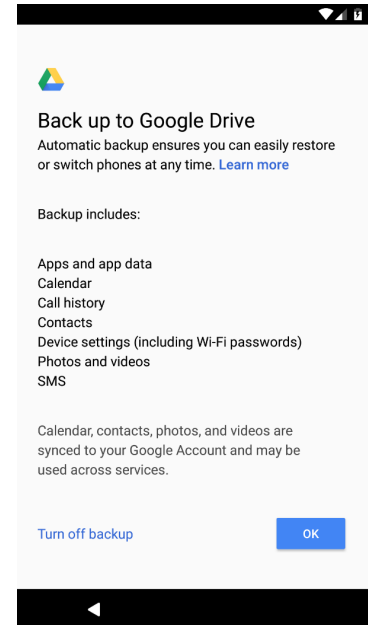 Back up to Google Drive
Automatic backup ensures you can easily restore
or switch phones at any time. Learn more
Backup includes:
Apps and app data
Calendar
Call history
Contacts
Device settings (including Wi-Fi passwords)
Photos and videos
SMS
Calendar, contacts, photos, and videos are
synced to your Google Account and may be
used across services.
Turn off backup OK